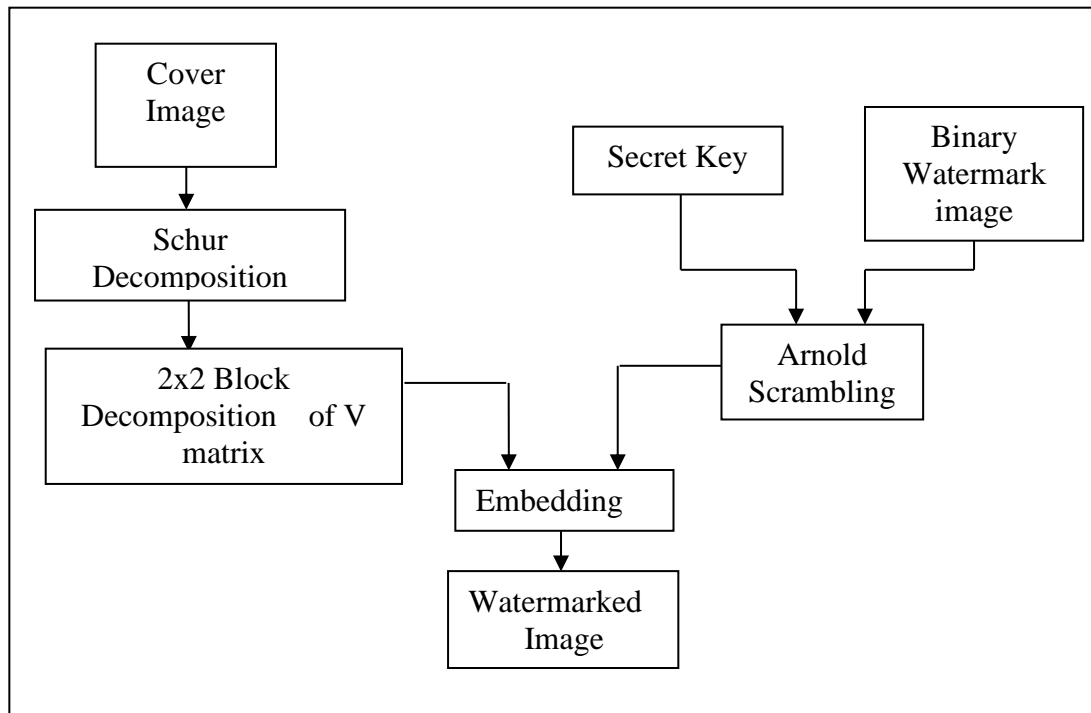 Cover
Image
Schur
Decomposition
2x2 Block
Decomposition of V
matrix
Secret Key
Binary
Watermark
image
Arnold
Scrambling
Embedding
Watermarked
Image